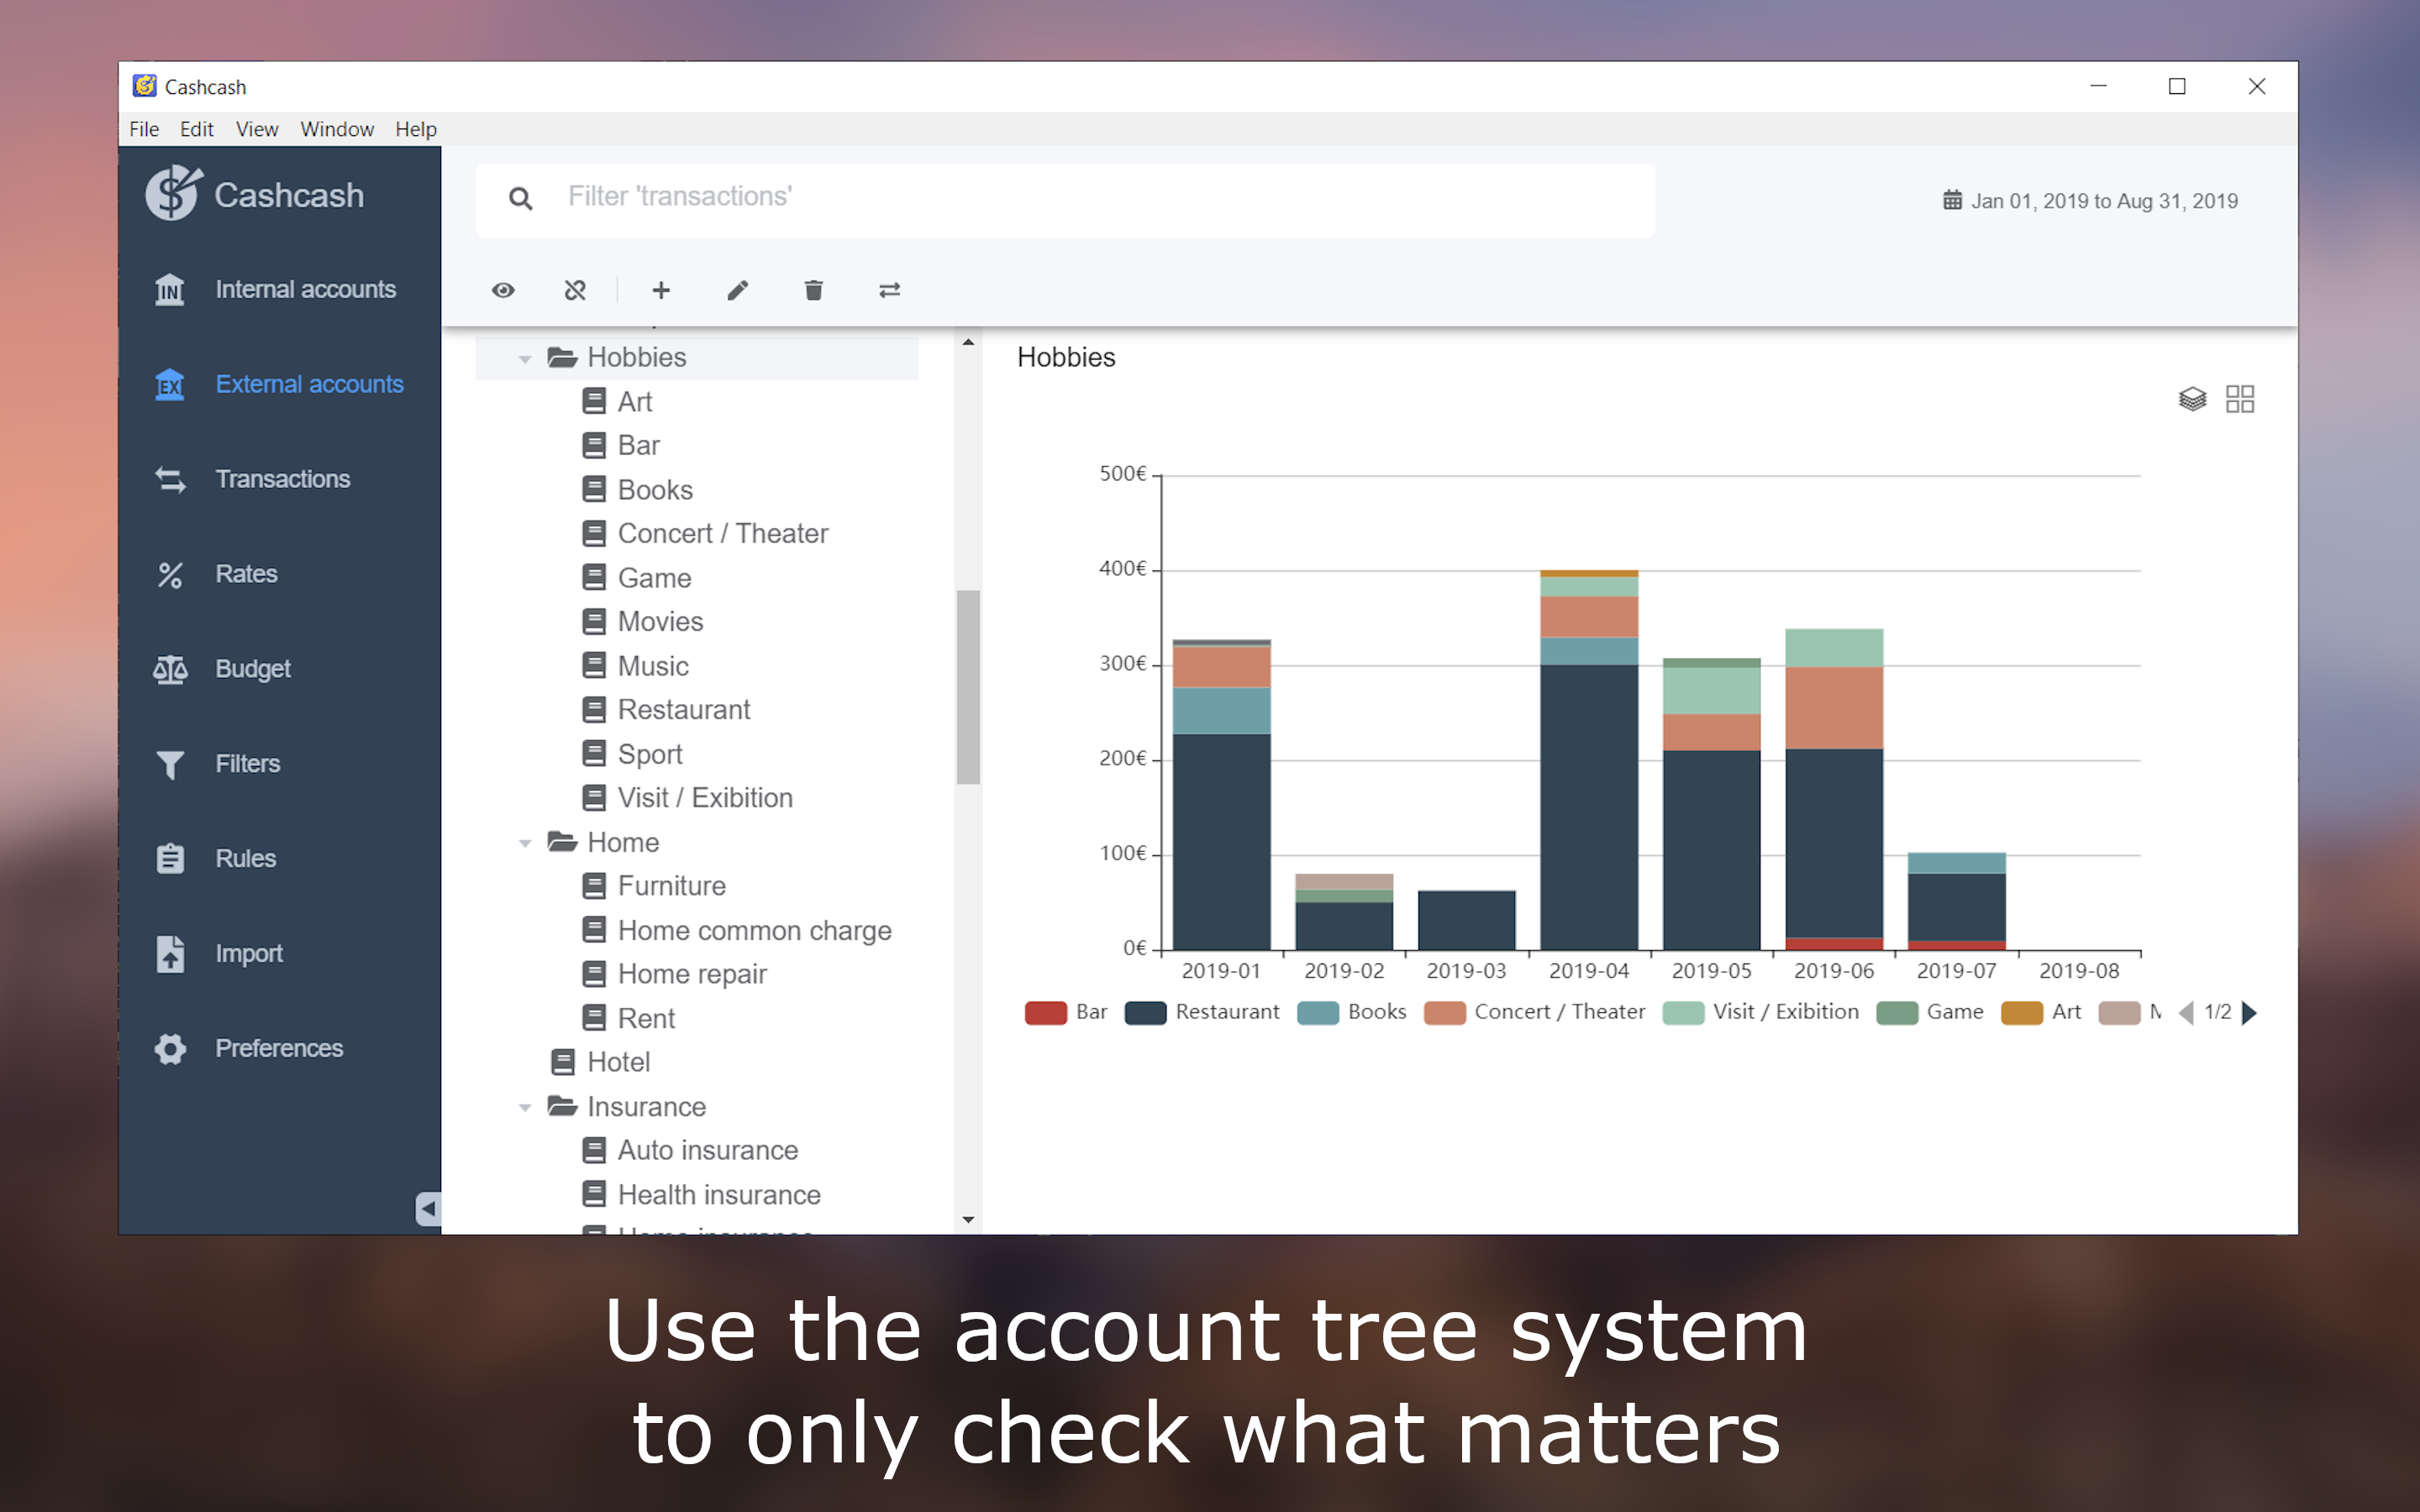 Cashcash
File Edit View Window Help
Cashcash
Internal accounts
External accounts
Transactions
Rates
Budget
Filters
Rules
Import
Preferences
Filter 'transactions'
Jan 01, 2019 to Aug 31, 2019
Hobbies
Art
Bar
Books
Concert / Theater
Game
Movies
Music
Restaurant
Sport
Visit / Exibition
Home
Furniture
Home common charge
Home repair
Rent
Hotel
Insurance
Auto insurance
Health insurance
Hobbies
500€
400€
300€
200€
100€
0€
2019-01 2019-02 2019-03 2019-04 2019-05 2019-06 2019-07 2019-08
Bar Restaurant Books Concert / Theater Visit / Exibition Game Art 1/2
Use the account tree system
to only check what matters